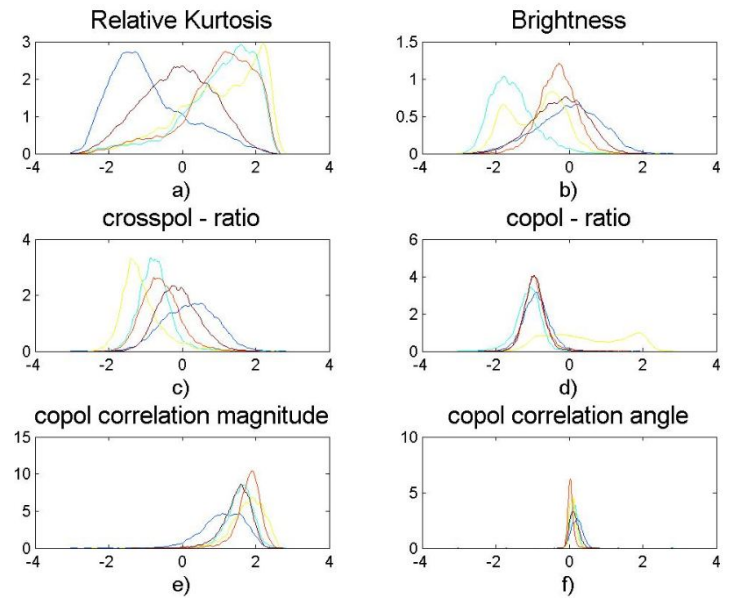 Relative Kurtosis
3
2
1
0
-4 -2 0 2 4
a)
Brightness
1.5
1
0.5
0
-4 -2 0 2 4
b)
crosspol - ratio
4
2
0
-4 -2 0 2 4
c)
copol - ratio
6
4
2
0
-4 -2 0 2 4
d)
copol correlation magnitude
15
10
5
0
-4 -2 0 2 4
e)
copol correlation angle
10
5
0
-4 -2 0 2 4
f)